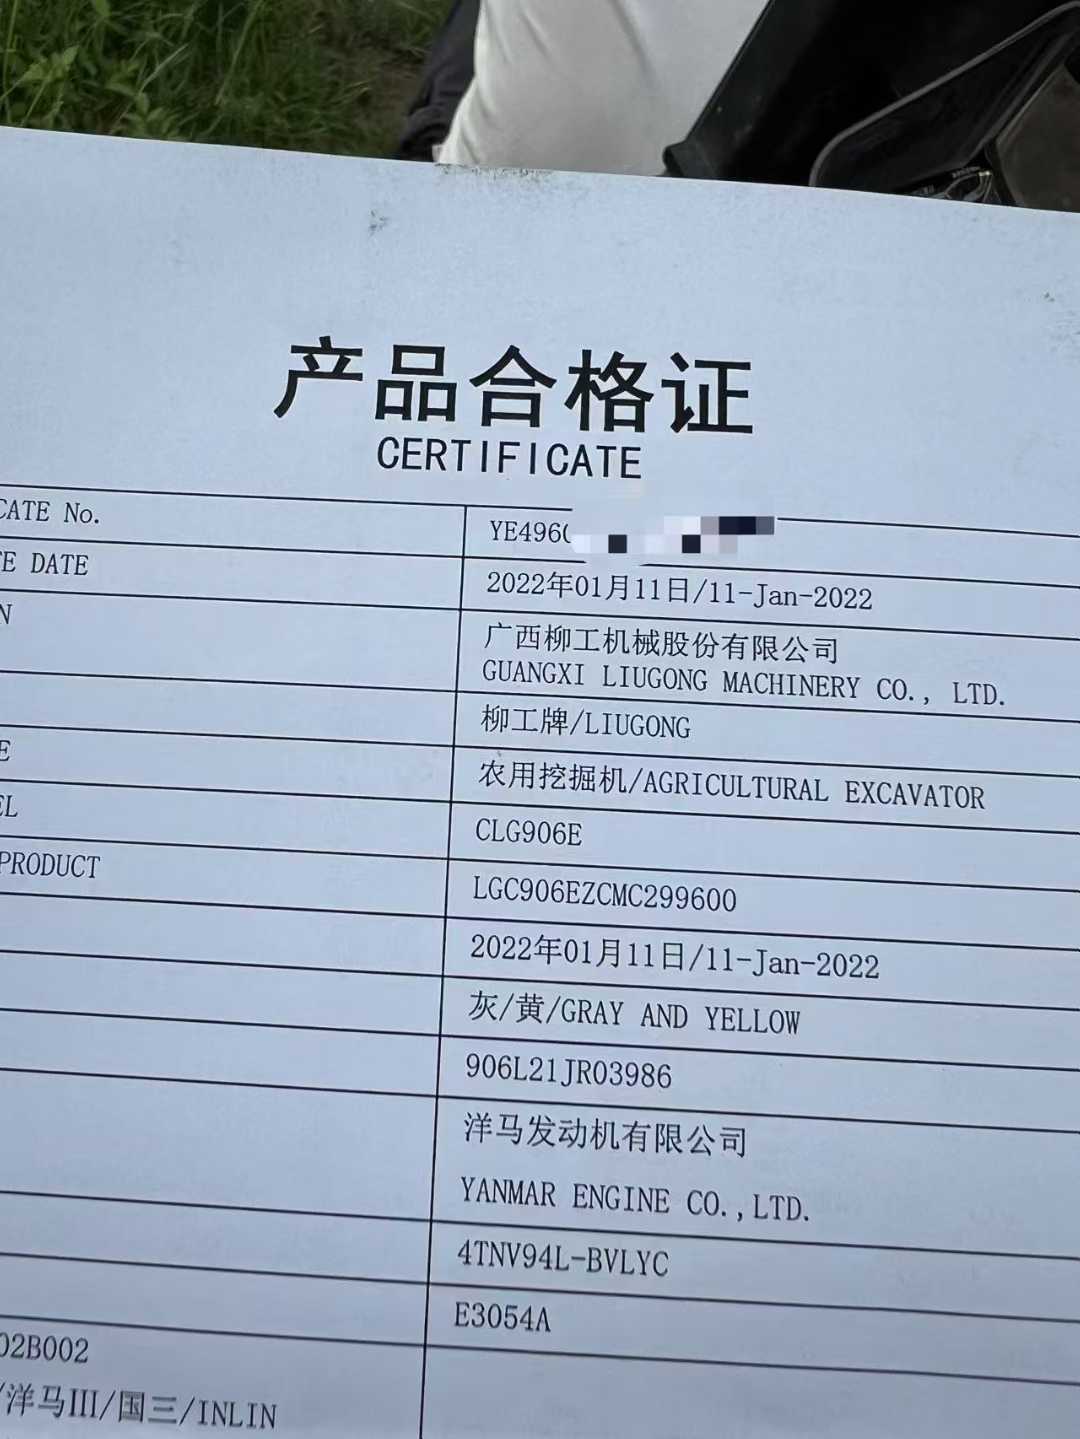 产品合格证
CERTIFICATE
CATE No.
YE4960
E DATE
2022年01月11日/11-Jan-2022
N
广西柳工机械股份有限公司
GUANGXI LIUGONG MACHINERY CO., LTD.
柳工牌/LIUGONG
E
农用挖掘机/AGRICULTURAL EXCAVATOR
EL
CLG906E
PRODUCT
LGC906EZCMC299600
2022年01月11日/11-Jan-2022
灰/黄/GRAY AND YELLOW
906L21JR03986
洋马发动机有限公司
YANMAR ENGINE CO.,LTD.
4TNV94L-BVLYC
E3054A
02B002
/洋马III/国三/INLIN